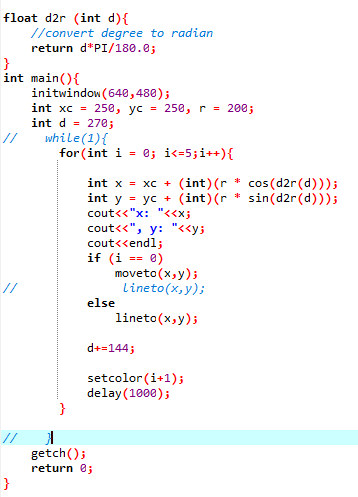 float d2r (int d){
//convert degree to radian
return d*PI/180.0;
}
int main(){
initwindow(640,480);
int xc = 250, yc = 250, r = 200;
int d = 270;
// while(1){
for(int i = 0; i<=5;i++){
int x = xc + (int)(r * cos(d2r(d)));
int y = yc + (int)(r * sin(d2r(d)));
cout<<"x: "<<x;
cout<<", y: "<<y;
cout<<endl;
if (i == 0)
moveto(x,y);
// lineto(x,y);
else
lineto(x,y);
d+=144;
setcolor(i+1);
delay(1000);
}
// }
getch();
return 0;
}